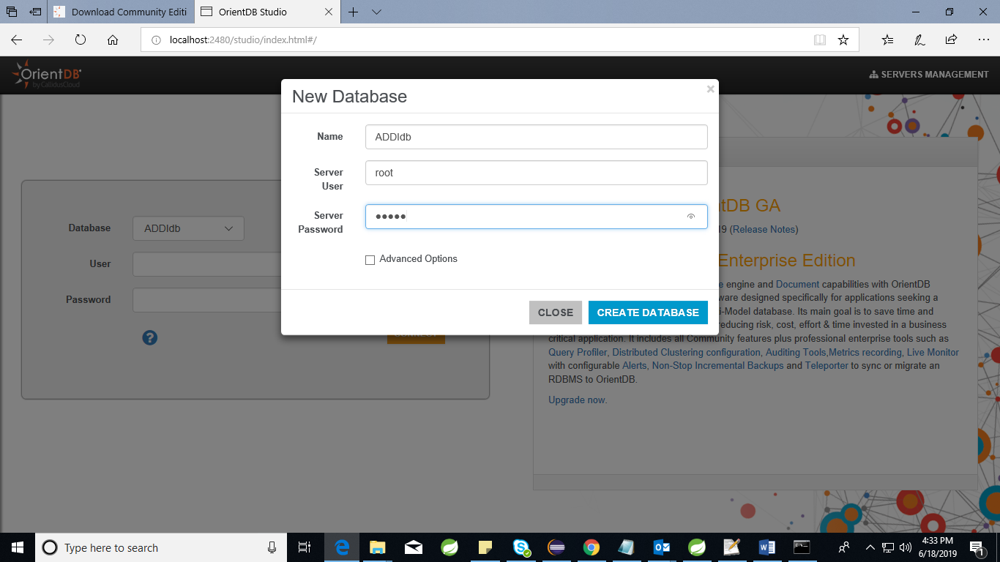 Download Community Editi
OrientDB Studio
localhost:2480/studio/index.html#/
OrientDB
by CallidusCloud
SERVERS MANAGEMENT
New Database
Name
ADDIdb
Server
User
root
Server
Password
Advanced Options
CLOSE
CREATE DATABASE
Database
ADDIdb
User
Password
ntDB GA
19 (Release Notes)
Enterprise Edition
engine and Document capabilities with OrientDB
ware designed specifically for applications seeking a
i-Model database. Its main goal is to save time and
reducing risk, cost, effort & time invested in a business
critical application. It includes all Community features plus professional enterprise tools such as
Query Profiler, Distributed Clustering configuration, Auditing Tools,Metrics recording, Live Monitor
with configurable Alerts, Non-Stop Incremental Backups and Teleporter to sync or migrate an
RDBMS to OrientDB.
Upgrade now.
Type here to search
4:33 PM
6/18/2019
1